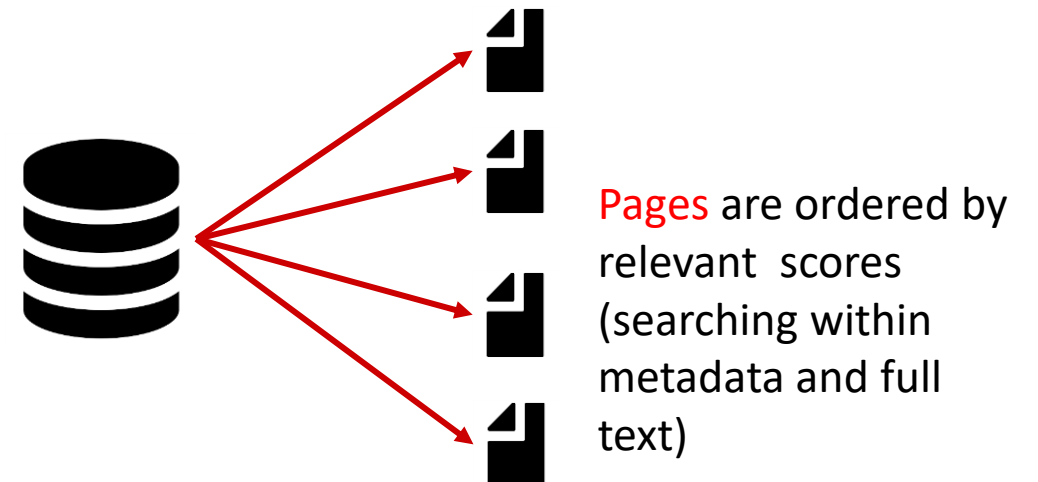 Pages are ordered by
relevant  scores
(searching within
metadata and full
text)